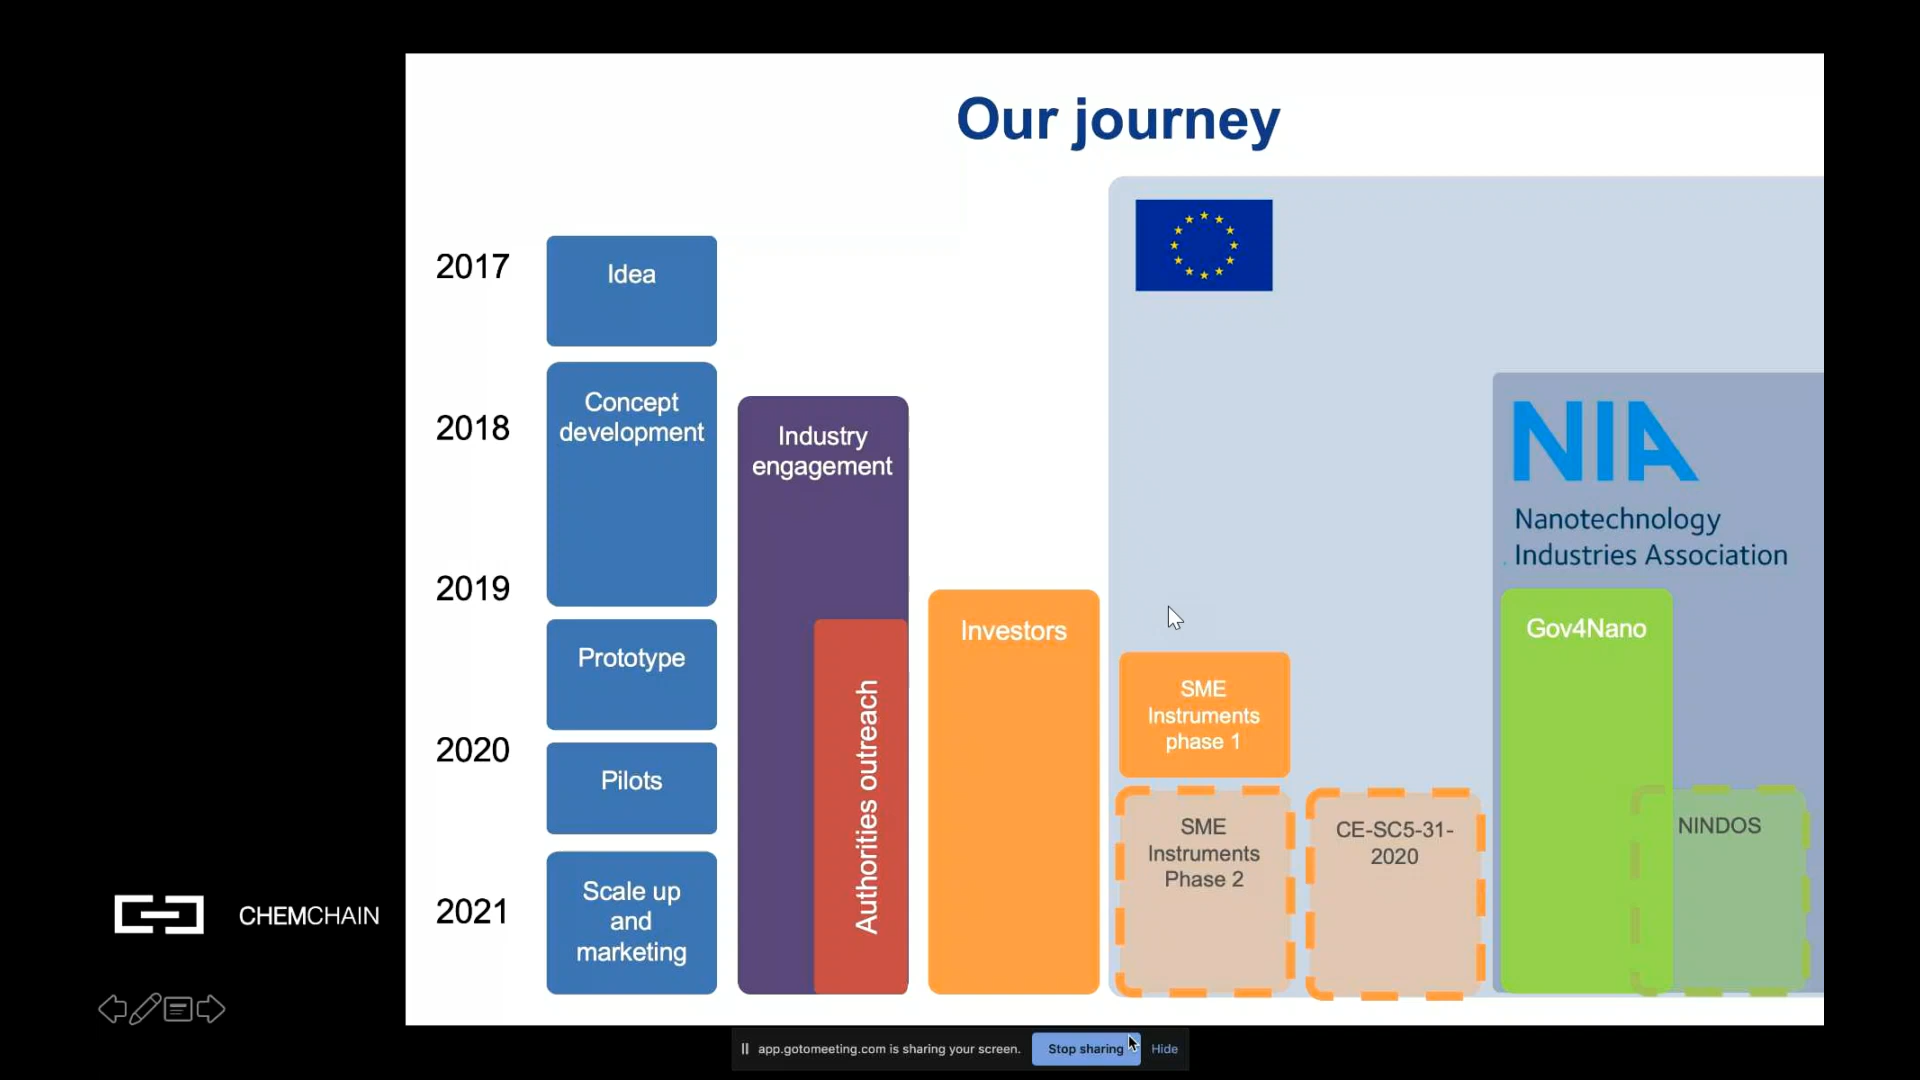 Our journey
2017
2018
2019
2020
2021
Idea
Concept
development
Prototype
Pilots
Scale up
and
marketing
Industry
engagement
Authorities outreach
Investors
SME
Instruments
phase 1
SME
Instruments
Phase 2
CE-SC5-31-
2020
NIA
Nanotechnology
Industries Association
Gov4Nano
NINDOS
CHEMCHAIN
app.gotomeeting.com is sharing your screen.
Stop sharing
Hide